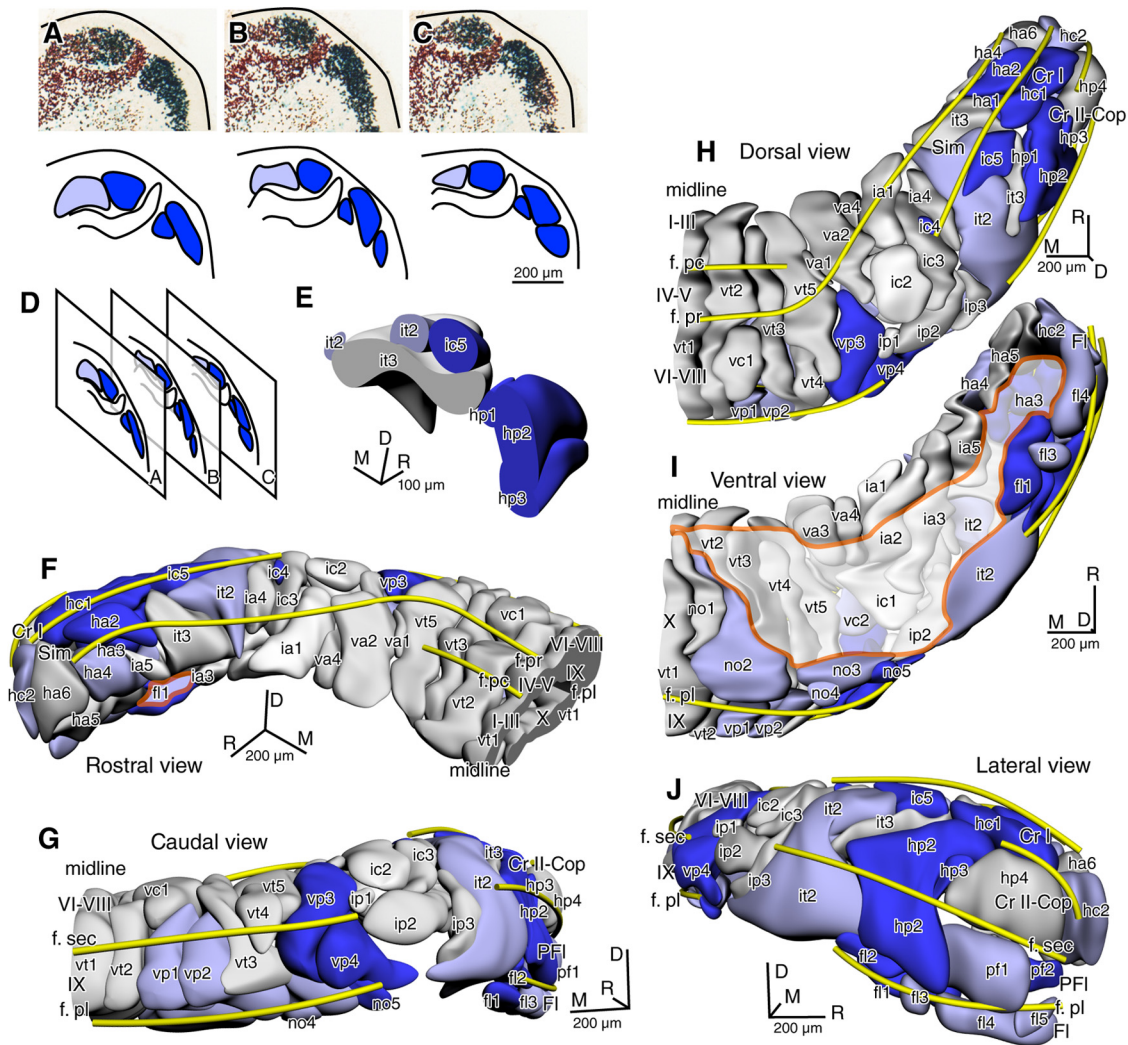 A
B
C
200 µm
D
A
B
C
E
it2
it2
ic5
it3
hp1
hp2
hp3
M
D
R
100 µm
F
ic5
ic4
ic2
hc1
it2
ia4
ic3
vp3
vt5
vc1
Cr I
ha2
VI-VIII
Sim
it3
va1
vt3
ha3
ia1
va2
f.pr
IX
ha4
ia5
ia3
va4
f.pc
IV-V
f.pl
hc2
ha6
fl1
vt2
I-III
X
vt1
ha5
vt1
D
R
M
200 µm
Rostral view
midline
G
Caudal view
midline
ic3
it3
Cr II-Cop
vc1
vt5
ic2
it2
hp3
VI-VIII
vp3
ip1
hp4
vt4
hp2
f. sec
ip2
ip3
vt1
vt2
vp1
vp2
vt3
vp4
PFl
IX
pf1
f. pl
no5
fl2
no4
fl1
fl3
Fl
D
R
M
200 µm
H
Dorsal view
ha6
hc2
ha4
ha2
Cr I
hp4
hc1
ha1
Cr II-Cop
it3
hp3
Sim
hp1
ic5
hp2
midline
ia1
ia4
it3
I-III
va4
ic4
it2
va2
f. pc
va1
ic3
IV-V
vt2
vt5
ic2
ip3
f. pr
vt3
ip1
ip2
vt1
vc1
vp3
vp4
VI-VIII
vt4
vp1
vp2
R
M
D
200 µm
I
Ventral view
midline
hc2
Fl
ha5
ha4
fl4
ha3
ia5
fl3
ia1
fl1
va4
va3
ia3
vt2
ia2
it2
vt3
it2
vt4
no1
vt5
ic1
X
vc2
ip2
no2
vt1
no3
no5
f. pl
no4
IX
vt2
vp1
vp2
R
M
D
200 µm
J
Lateral view
VI-VIII
ic2
it2
ic5
ic3
f. sec
ip1
it3
hc1
Cr I
hp2
ip2
ha6
IX
vp4
hp3
hp4
ip3
it2
Cr II-Cop
f. pl
hc2
hp2
f. sec
fl2
pf1
pf2
PFl
fl1
fl3
f. pl
fl4
fl5
Fl
D
M
R
200 µm